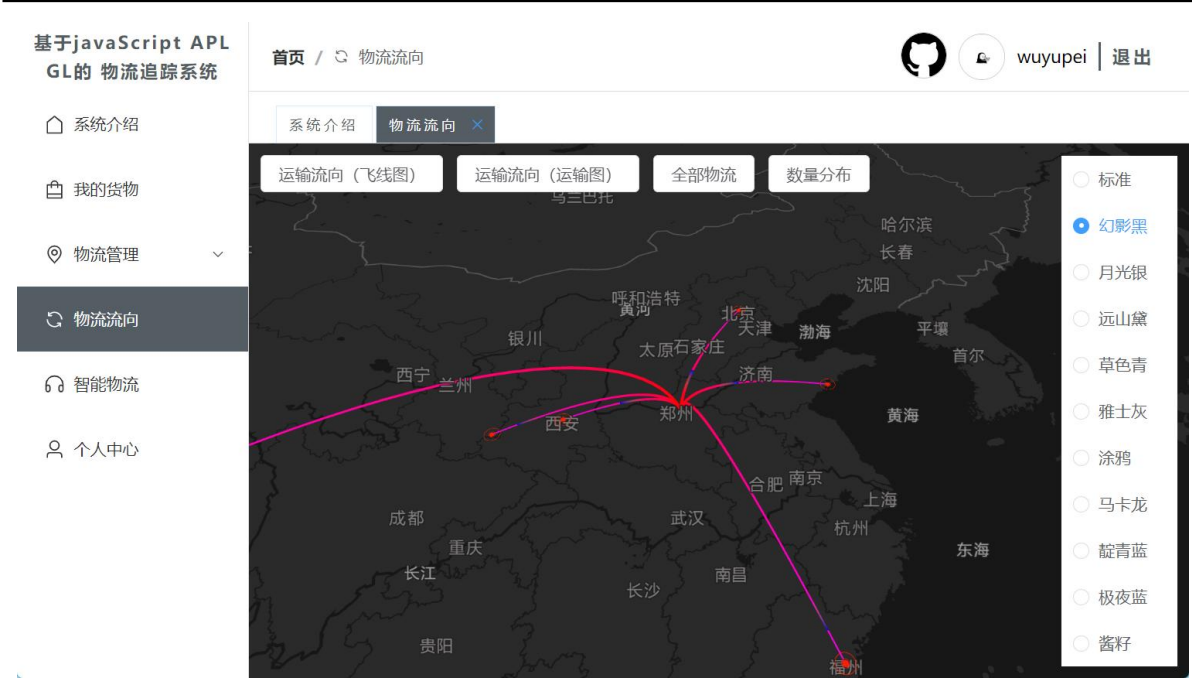 基于javaScript APL
GL的 物流追踪系统
首页 / 物流流向
wuyupei 退出
系统介绍
我的货物
物流管理
物流流向
智能物流
个人中心
系统介绍 物流流向 ×
运输流向（飞线图） 运输流向（运输图） 全部物流 数量分布
乌兰巴托
哈尔滨
长春
沈阳
呼和浩特
黄河
北京
天津
渤海
平壤
银川
太原
石家庄
首尔
西宁
兰州
济南
西安
郑州
黄海
合肥
南京
上海
成都
武汉
杭州
重庆
东海
长江
南昌
长沙
贵阳
福州
标准
幻影黑
月光银
远山黛
草色青
雅士灰
涂鸦
马卡龙
靛青蓝
极夜蓝
酱籽